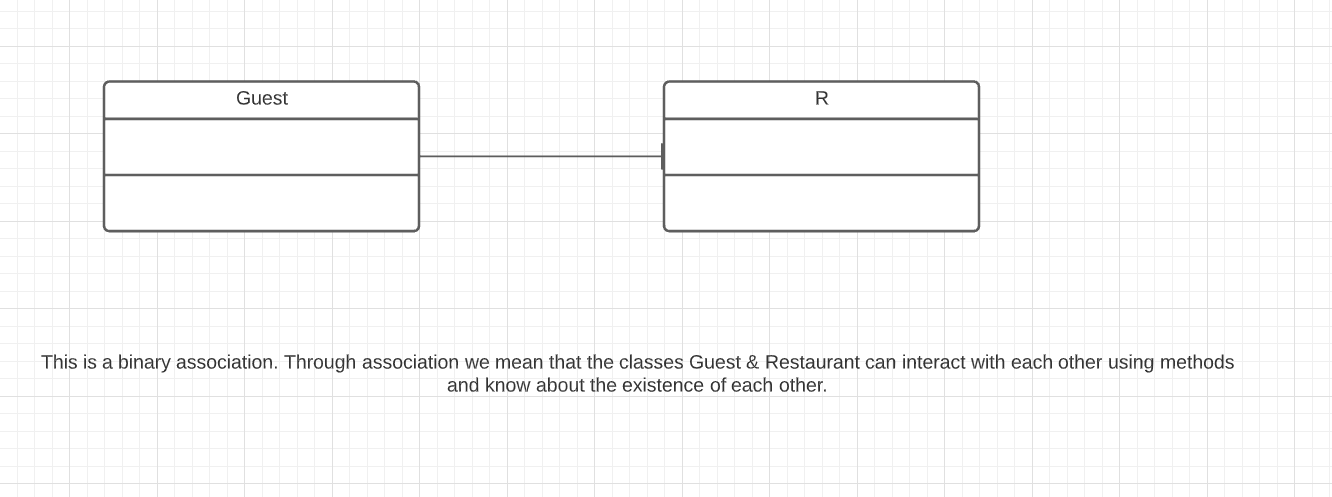 Guest
R
This is a binary association. Through association we mean that the classes Guest & Restaurant can interact with each other using methods
and know about the existence of each other.